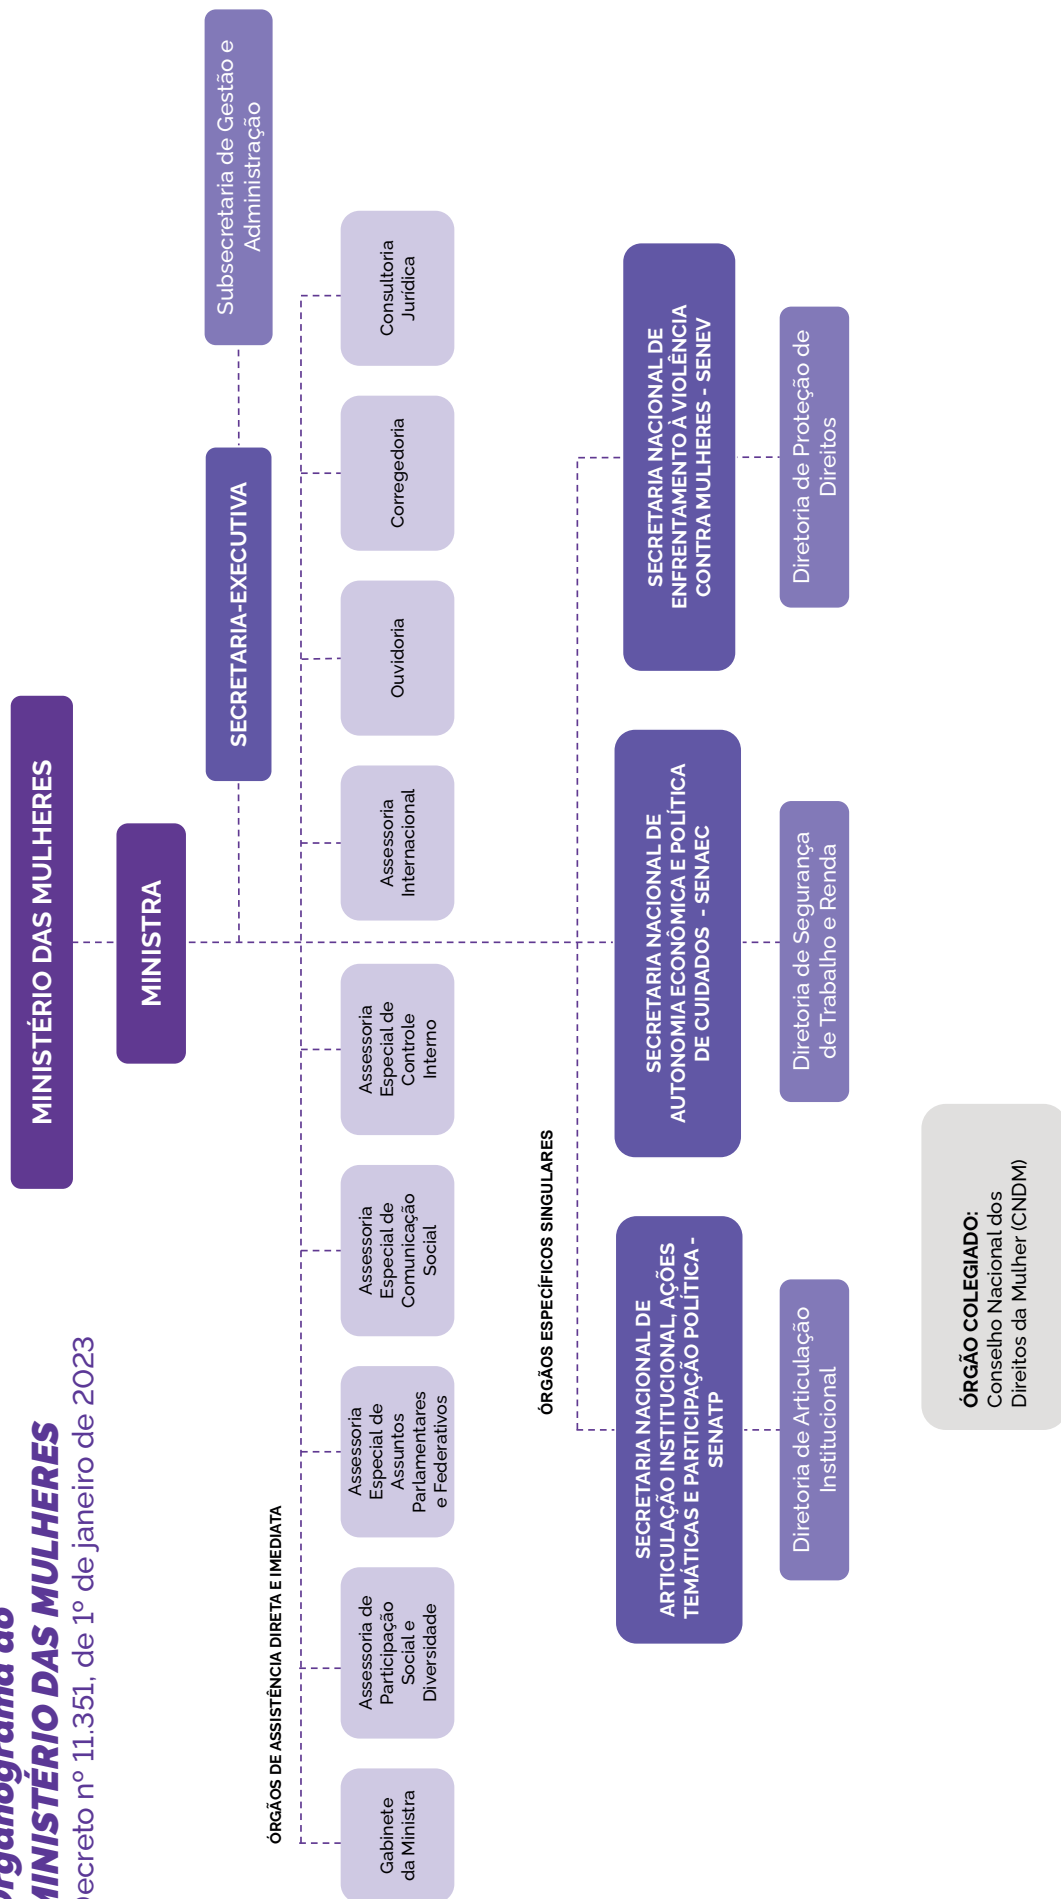 Organograma do
MINISTÉRIO DAS MULHERES
Decreto nº 11.351, de 1º de janeiro de 2023
MINISTÉRIO DAS MULHERES
MINISTRA
SECRETARIA-EXECUTIVA
Subsecretaria de Gestão e
Administração
ÓRGÃOS DE ASSISTÊNCIA DIRETA E IMEDIATA
Gabinete
da Ministra
Assessoria de
Participação
Social e
Diversidade
Assessoria
Especial de
Assuntos
Parlamentares
e Federativos
Assessoria
Especial de
Comunicação
Social
Assessoria
Especial de
Controle
Interno
Assessoria
Internacional
Ouvidoria
Corregedoria
Consultoria
Jurídica
ÓRGÃOS ESPECÍFICOS SINGULARES
SECRETARIA NACIONAL DE
ARTICULAÇÃO INSTITUCIONAL, AÇÕES
TEMÁTICAS E PARTICIPAÇÃO POLÍTICA -
SENATP
SECRETARIA NACIONAL DE
AUTONOMIA ECONÔMICA E POLÍTICA
DE CUIDADOS - SENAEC
SECRETARIA NACIONAL DE
ENFRENTAMENTO À VIOLÊNCIA
CONTRA MULHERES - SENEV
Diretoria de Articulação
Institucional
Diretoria de Segurança
de Trabalho e Renda
Diretoria de Proteção de
Direitos
ÓRGÃO COLEGIADO:
Conselho Nacional dos
Direitos da Mulher (CNDM)